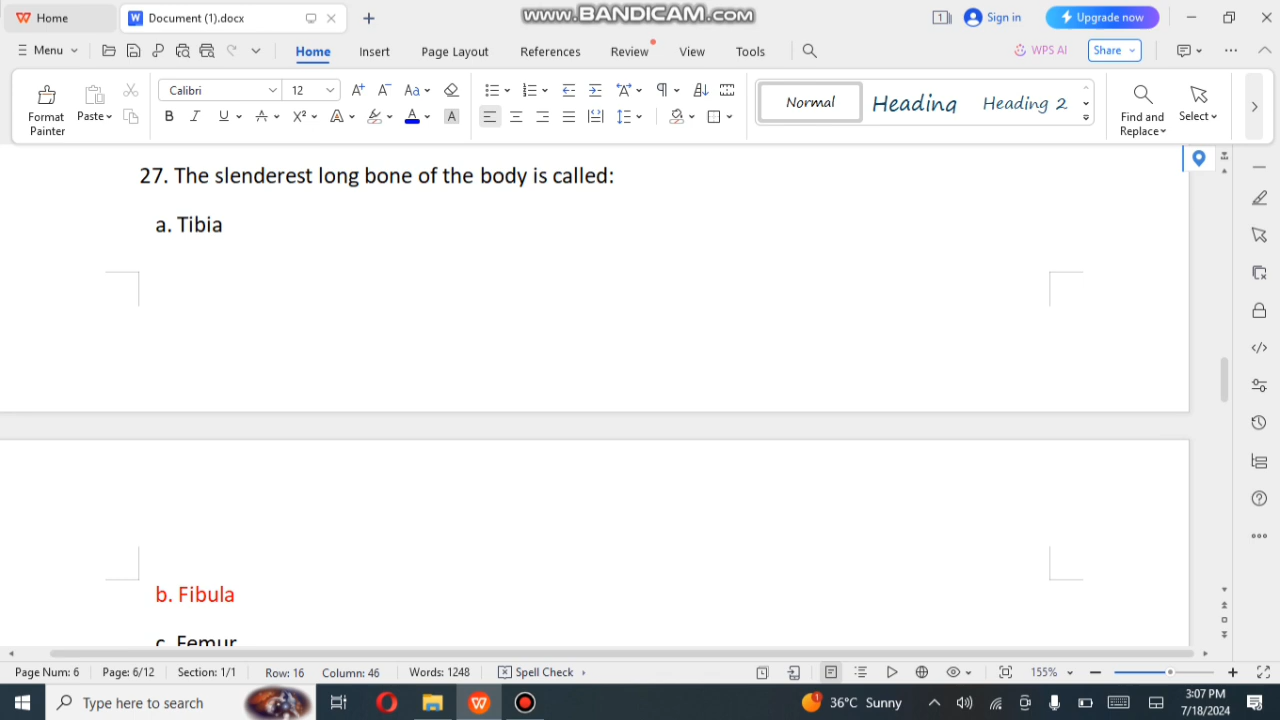 www.BANDICAM.com
Home
Document (1).docx
Sign in
Upgrade now
Menu
Home
Insert
Page Layout
References
Review
View
Tools
WPS AI
Share
Format Painter
Paste
Calibri
12
Normal
Heading
Heading 2
Find and Replace
Select
27. The slenderest long bone of the body is called:
a. Tibia
b. Fibula
c. Femur
Page Num: 6
Page: 6/12
Section: 1/1
Row: 16
Column: 46
Words: 1248
Spell Check
155%
Type here to search
36°C Sunny
3:07 PM
7/18/2024